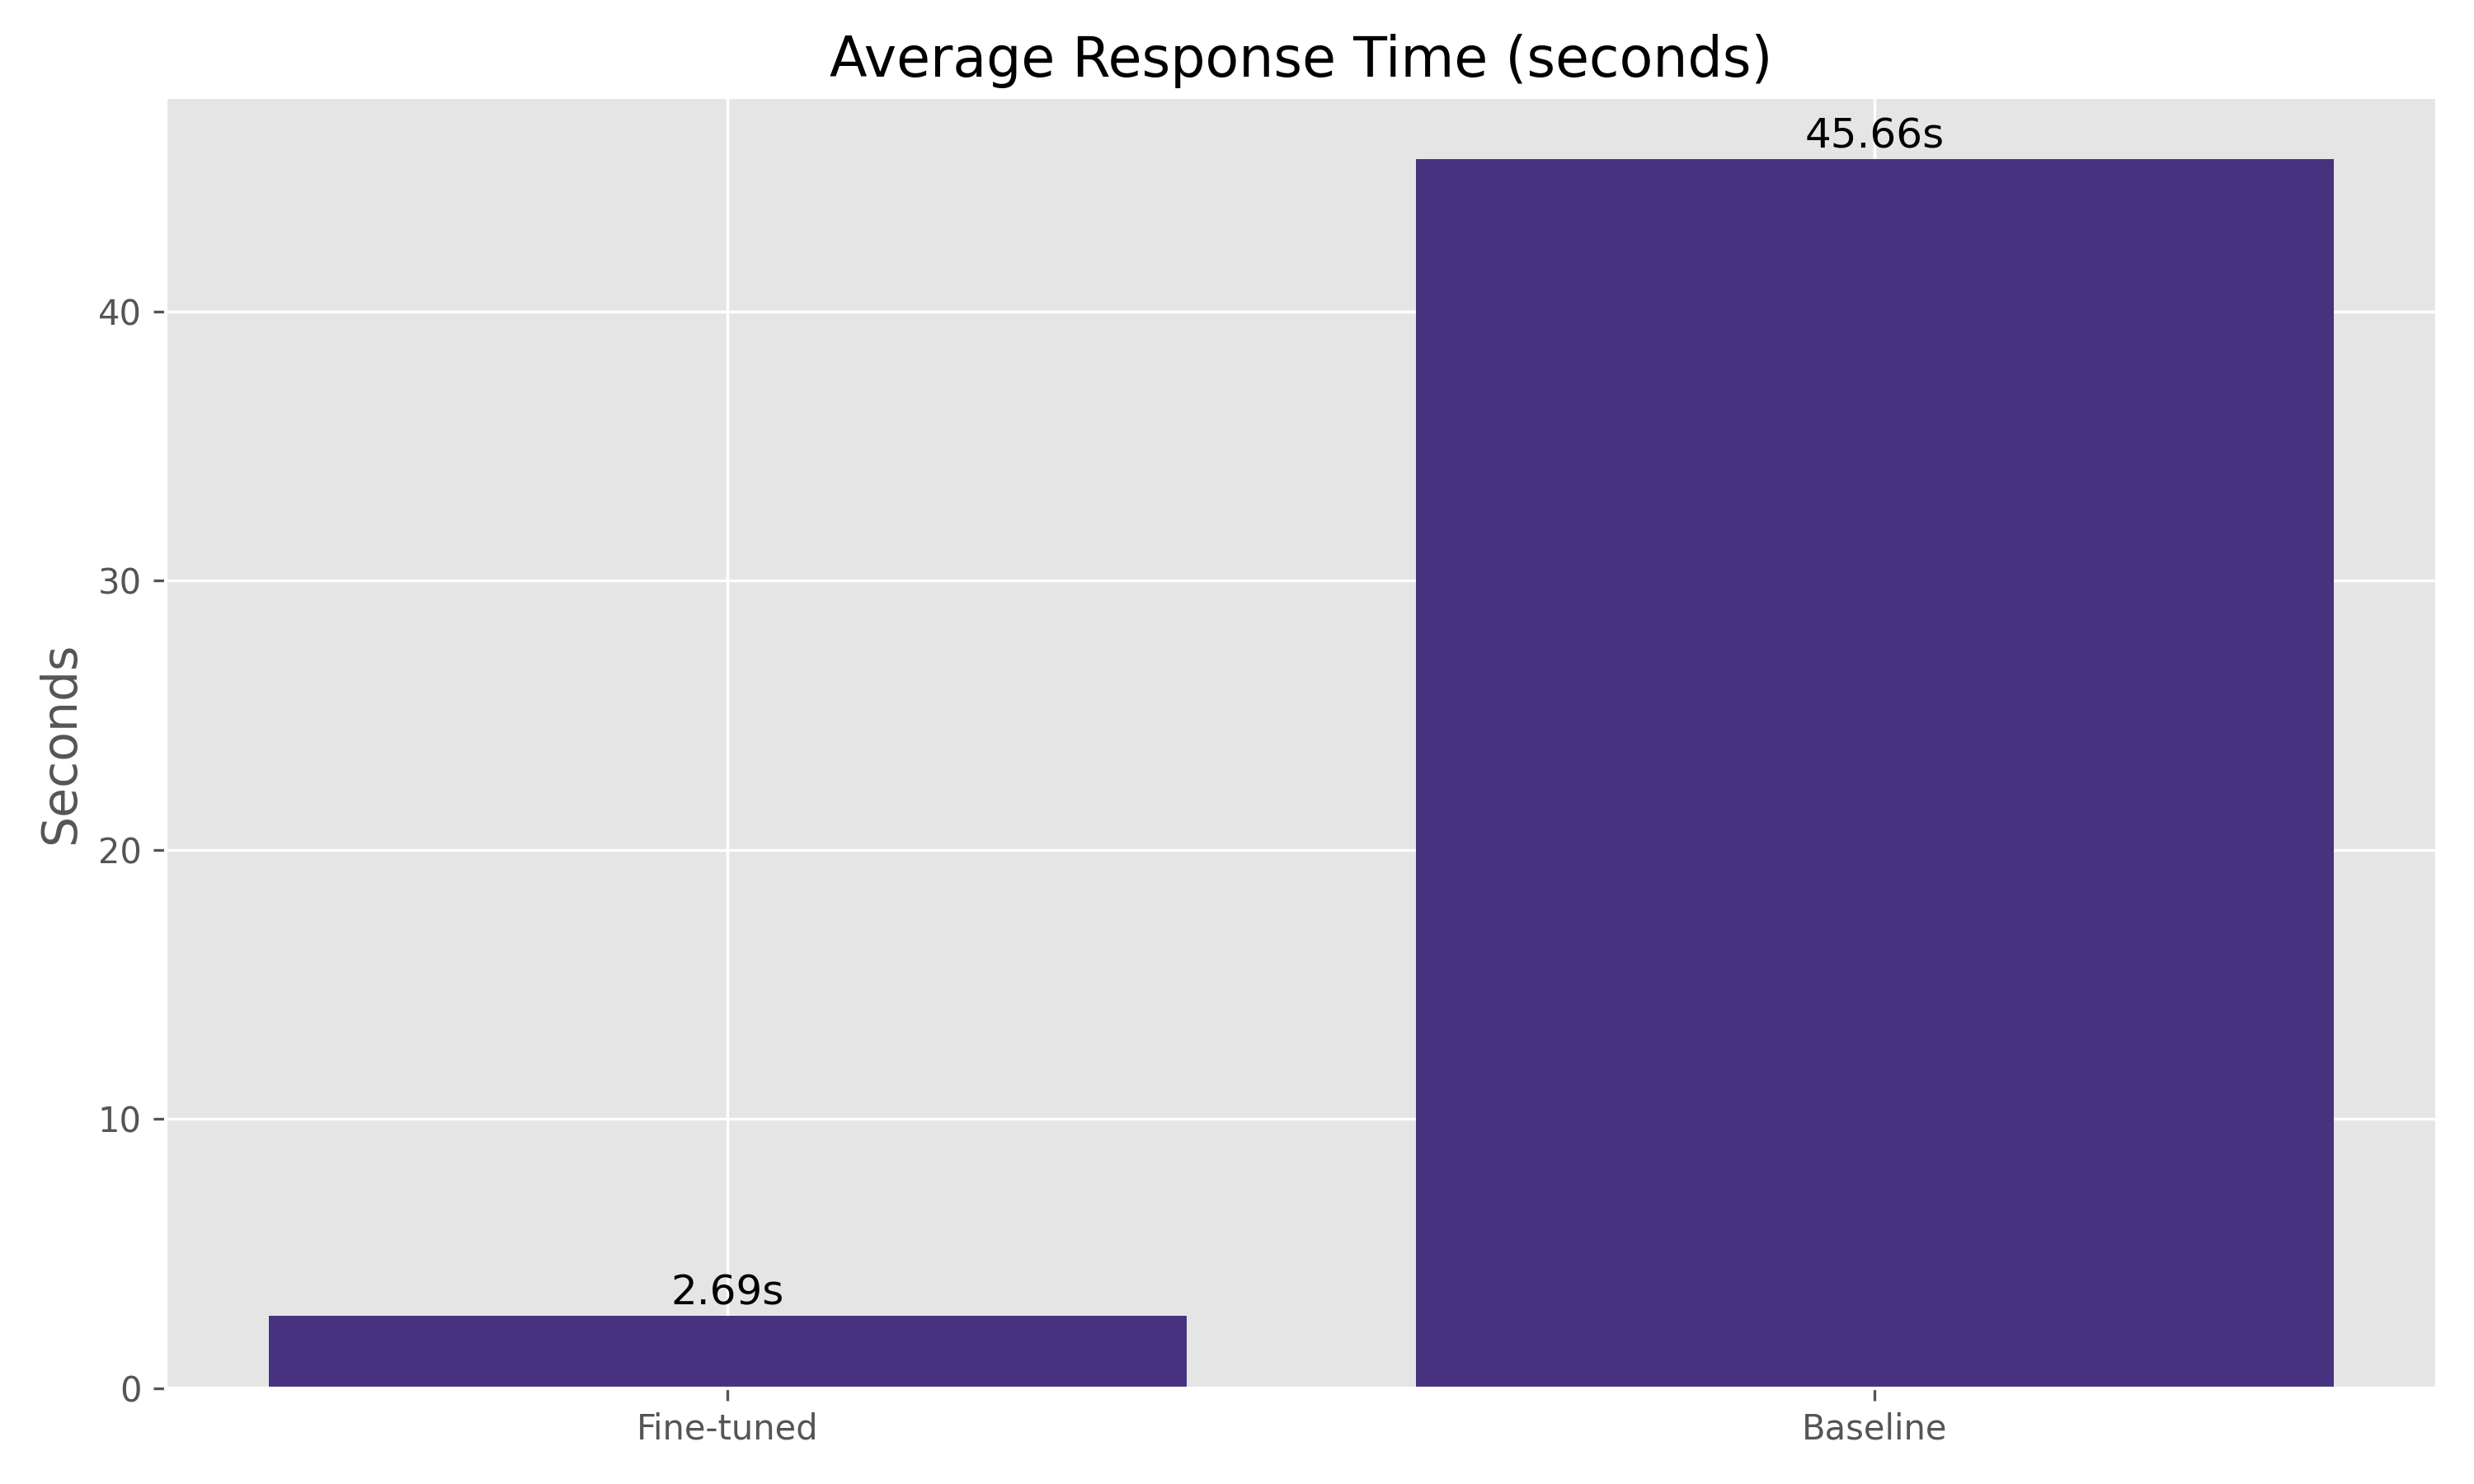 Average Response Time (seconds)
45.66s
40
30
Seconds
20
10
2.69s
0
Fine-tuned
Baseline